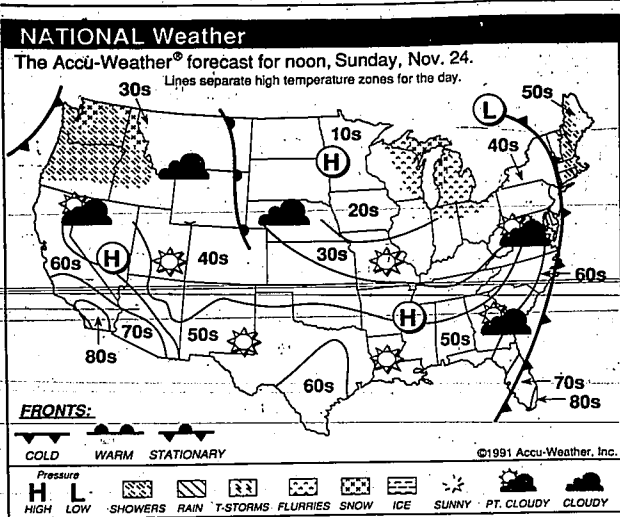 NATIONAL Weather
The Accu-Weather® forecast for noon, Sunday, Nov. 24.
Lines separate high temperature zones for the day.
30s
50s
L
10s
40s
H
20s
60s
H
40s
30s
60s
H
70s
50s
50s
80s
60s
70s
80s
FRONTS:
COLD WARM STATIONARY
©1991 Accu-Weather, Inc.
Pressure
H L
HIGH LOW SHOWERS RAIN T-STORMS FLURRIES SNOW ICE SUNNY PT. CLOUDY CLOUDY